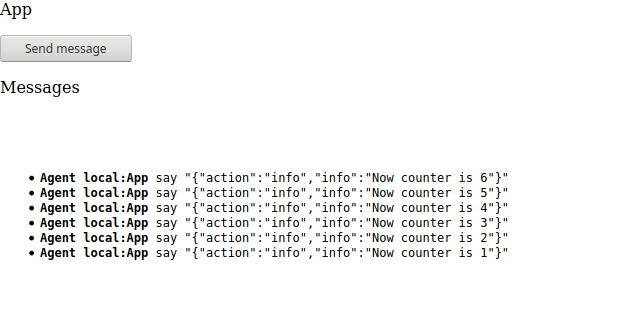 App
Send message
Messages
Agent local:App say "{"action":"info","info":"Now counter is 6"}"
Agent local:App say "{"action":"info","info":"Now counter is 5"}"
Agent local:App say "{"action":"info","info":"Now counter is 4"}"
Agent local:App say "{"action":"info","info":"Now counter is 3"}"
Agent local:App say "{"action":"info","info":"Now counter is 2"}"
Agent local:App say "{"action":"info","info":"Now counter is 1"}"